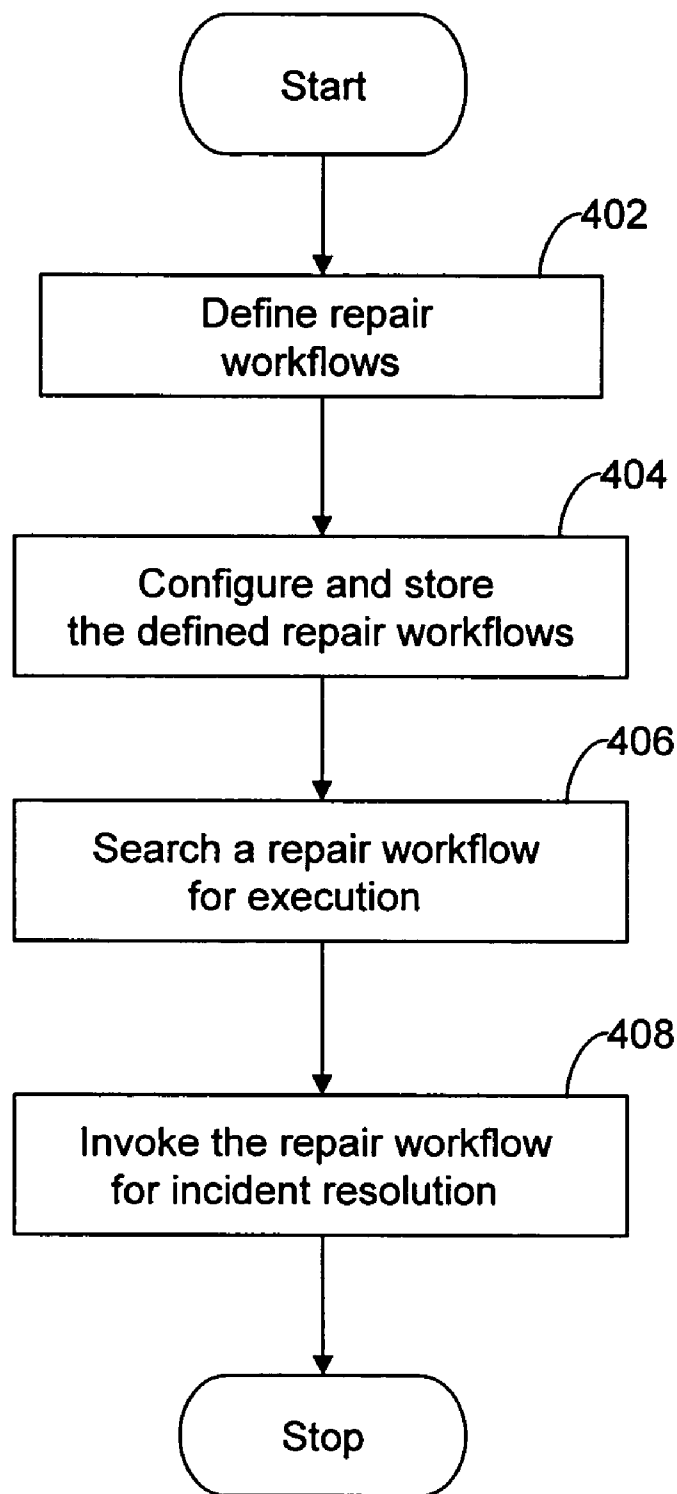 Start
402
Define repair
workflows
404
Configure and store
the defined repair workflows
406
Search a repair workflow
for execution
408
Invoke the repair workflow
for incident resolution
Stop